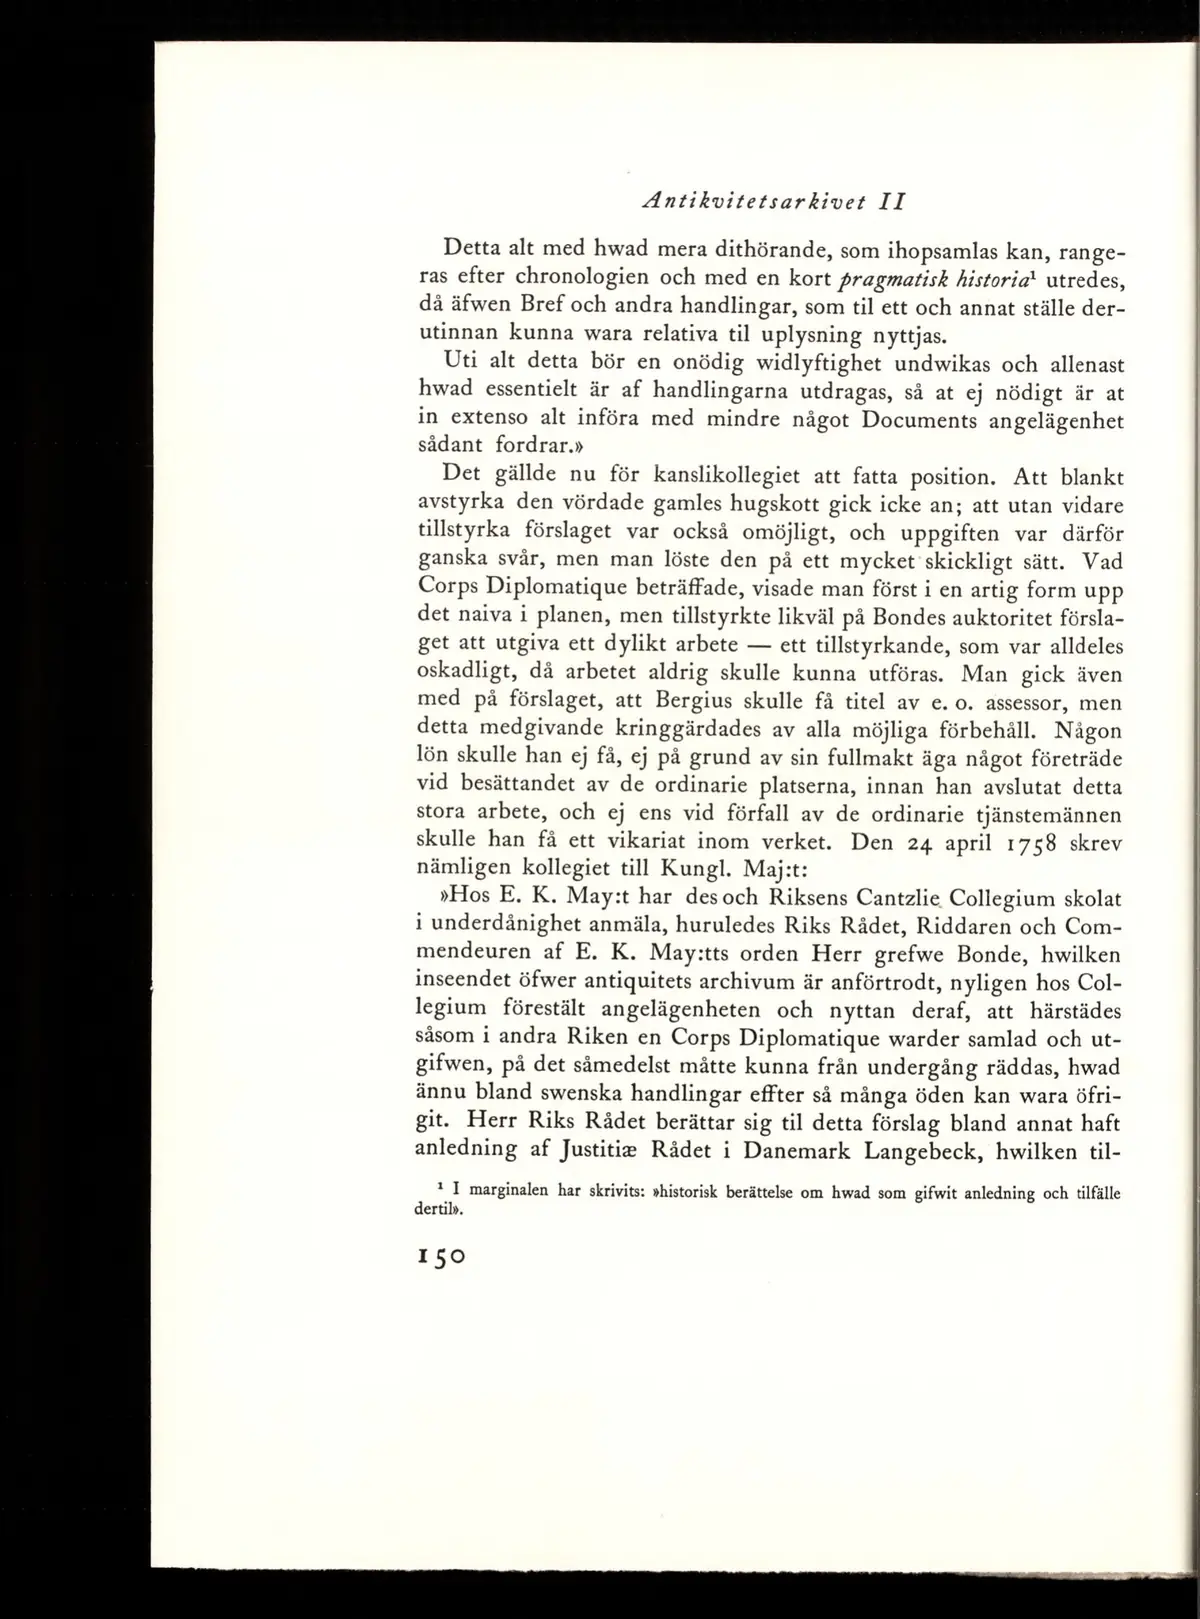 Antikvitetsarkivet II
Detta alt med hwad mera dithörande, som ihopsamlas kan, range-
ras efter chronologien och med en kort pragmatisk historia¹ utredes,
då äfwen Bref och andra handlingar, som til ett och annat ställe der-
utinnan kunna wara relativa til uplysning nyttjas.
Uti alt detta bör en onödig widlyftighet undwikas och allenast
hwad essentielt är af handlingarna utdragas, så at ej nödigt är at
in extenso alt införa med mindre något Documents angelägenhet
sådant fordrar.»
Det gällde nu för kanslikollegiet att fatta position. Att blankt
avstyrka den vördade gamles hugskott gick icke an; att utan vidare
tillstyrka förslaget var också omöjligt, och uppgiften var därför
ganska svår, men man löste den på ett mycket skickligt sätt. Vad
Corps Diplomatique beträffade, visade man först i en artig form upp
det naiva i planen, men tillstyrkte likväl på Bondes auktoritet försla-
get att utgiva ett dylikt arbete — ett tillstyrkande, som var alldeles
oskadligt, då arbetet aldrig skulle kunna utföras. Man gick även
med på förslaget, att Bergius skulle få titel av e. o. assessor, men
detta medgivande kringgärdades av alla möjliga förbehåll. Någon
lön skulle han ej få, ej på grund av sin fullmakt äga något företräde
vid besättandet av de ordinarie platserna, innan han avslutat detta
stora arbete, och ej ens vid förfall av de ordinarie tjänstemännen
skulle han få ett vikariat inom verket. Den 24 april 1758 skrev
nämligen kollegiet till Kungl. Maj:t:
»Hos E. K. May:t har des och Riksens Cantzlie Collegium skolat
i underdånighet anmäla, huruledes Riks Rådet, Riddaren och Com-
mendeuren af E. K. May:tts orden Herr grefwe Bonde, hwilken
inseendet öfwer antiquitets archivum är anförtrodt, nyligen hos Col-
legium förestält angelägenheten och nyttan deraf, att härstädes
såsom i andra Riken en Corps Diplomatique warder samlad och ut-
gifwen, på det såmedelst måtte kunna från undergång räddas, hwad
ännu bland swenska handlingar effter så många öden kan wara öfri-
git. Herr Riks Rådet berättar sig til detta förslag bland annat haft
anledning af Justitiæ Rådet i Danemark Langebeck, hwilken til-
¹ I marginalen har skrivits: »historisk berättelse om hwad som gifwit anledning och tilfälle
dertil».
150